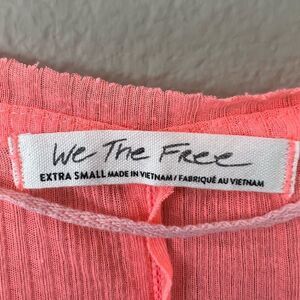 We The Free
EXTRA SMALL MADE IN VIETNAM / FABRIQUÉ AU VIETNAM